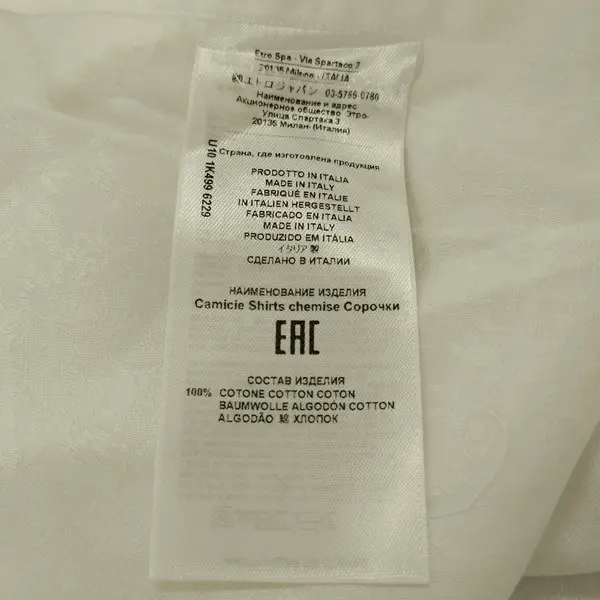 Etro Spa - Via Spartaco 3
20135 Milano - ITALIA
㈱エトロジャパン 03-5766-0780
Наименование и адрес
Акционерное общество Этро-
Улица Спартака 3
20135 Милан- (Италия)
U10 1K499 6229
Страна, где изготовлена продукция
PRODOTTO IN ITALIA
MADE IN ITALY
FABRIQUÉ EN ITALIE
IN ITALIEN HERGESTELLT
FABRICADO EN ITALIA
MADE IN ITALY
PRODUZIDO EM ITÁLIA
イタリア製
СДЕЛАНО В ИТАЛИИ
НАИМЕНОВАНИЕ ИЗДЕЛИЯ
Camicie Shirts chemise Сорочки
EAC
СОСТАВ ИЗДЕЛИЯ
100% COTONE COTTON COTON
BAUMWOLLE ALGODÓN COTTON
ALGODÃO 綿 ХЛОПОК